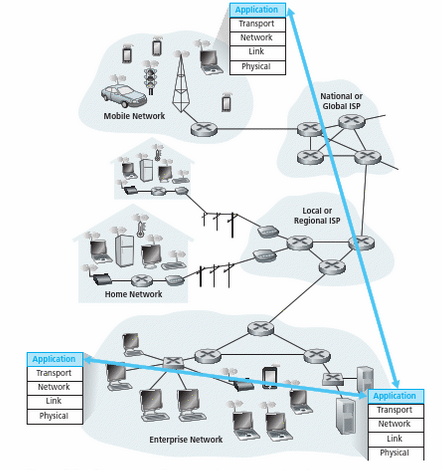 Application
Transport
Network
Link
Physical
National or
Global ISP
Mobile Network
Local or
Regional ISP
Home Network
Application
Transport
Network
Link
Physical
Application
Transport
Network
Link
Physical
Enterprise Network